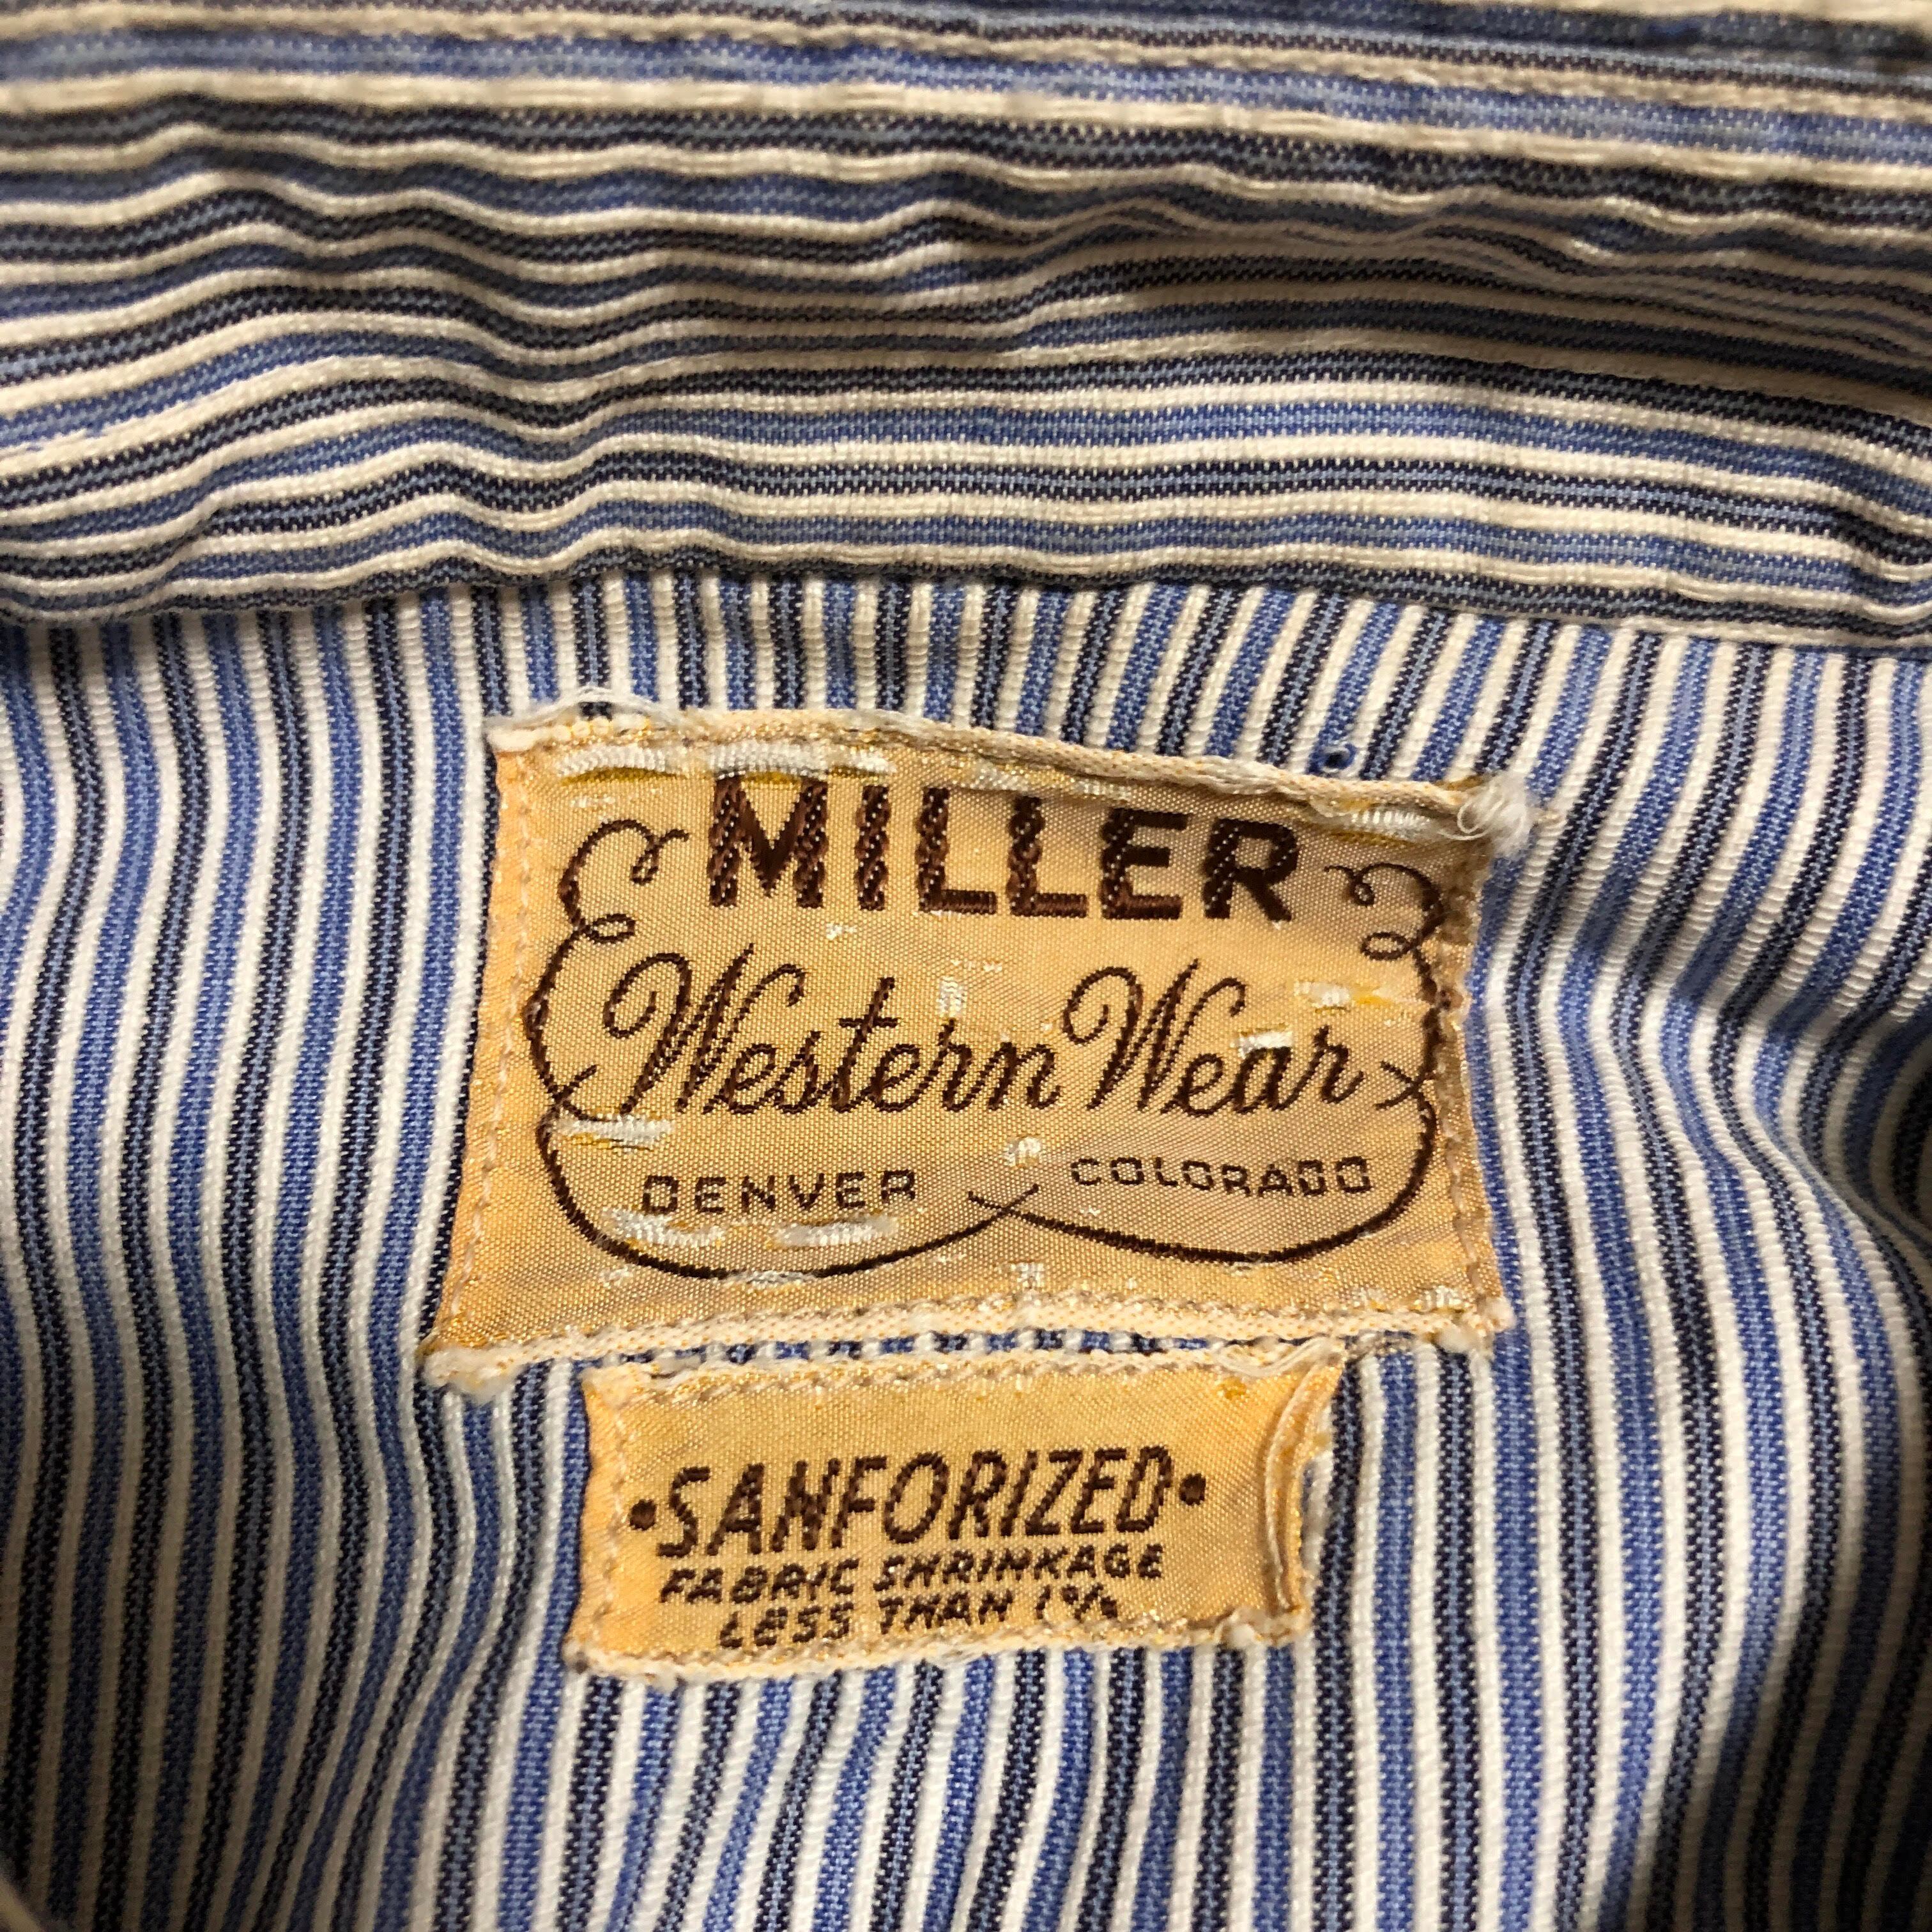 MILLER
Western Wear
DENVER COLORADO
•SANFORIZED•
FABRIC SHRINKAGE
LESS THAN 1%